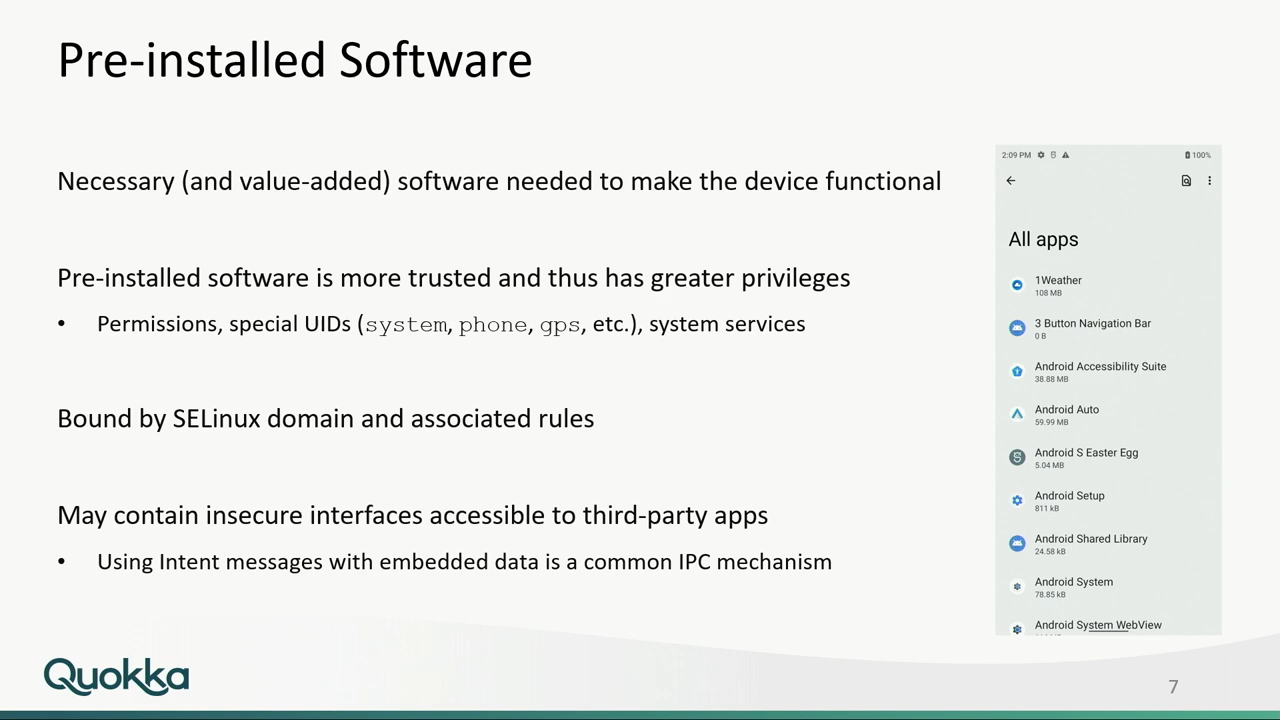 Pre-installed Software
Necessary (and value-added) software needed to make the device functional
Pre-installed software is more trusted and thus has greater privileges
• Permissions, special UIDs (system, phone, gps, etc.), system services
Bound by SELinux domain and associated rules
May contain insecure interfaces accessible to third-party apps
• Using Intent messages with embedded data is a common IPC mechanism
2:09 PM 100%
All apps
1Weather
108 MB
3 Button Navigation Bar
0 B
Android Accessibility Suite
38.88 MB
Android Auto
59.99 MB
Android S Easter Egg
5.04 MB
Android Setup
811 kB
Android Shared Library
24.58 kB
Android System
78.85 kB
Android System WebView
Quokka
7